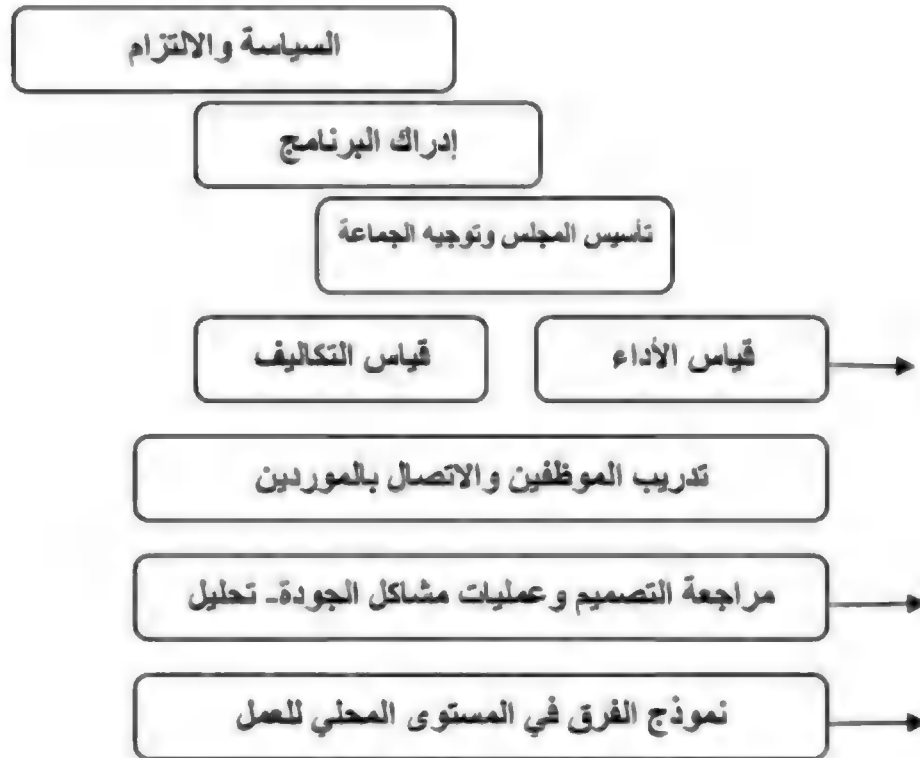 السياسة والالتزام
إدراك البرنامج
تأسيس المجلس وتوجيه الجماعة
قياس الأداء
قياس التكاليف
تدريب الموظفين والاتصال بالموردين
مراجعة التصميم وعمليات مشاكل الجودة- تحليل
نموذج الفرق في المستوى المحلي للعمل